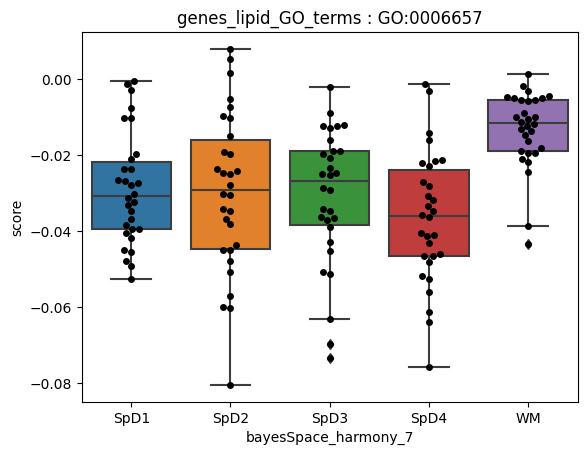 genes_lipid_GO_terms : GO:0006657
0.00
−0.02
−0.04
−0.06
−0.08
score
SpD1 SpD2 SpD3 SpD4 WM
bayesSpace_harmony_7